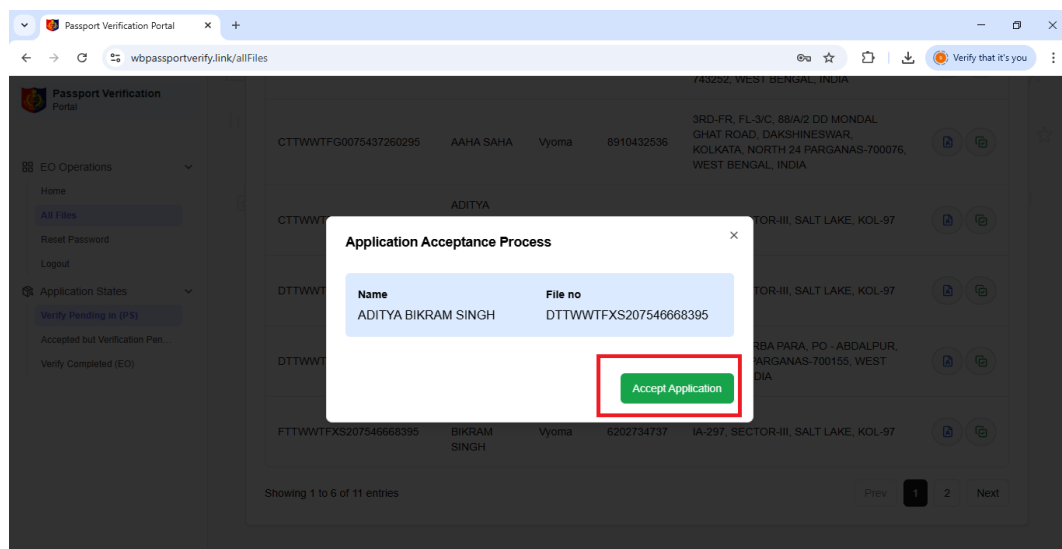 Passport Verification Portal
wbpassportverify.link/allFiles
Verify that it's you
Passport Verification
Portal
EO Operations
Home
All Files
Reset Password
Logout
Application States
Verify Pending in (PS)
Accepted but Verification Pen...
Verify Completed (EO)
743252, WEST BENGAL, INDIA
CTTWWTFG0075437260295 AAHA SAHA Vyoma 8910432536
3RD-FR, FL-3/C, 88/A/2 DD MONDAL
GHAT ROAD, DAKSHINESWAR,
KOLKATA, NORTH 24 PARGANAS-700076,
WEST BENGAL, INDIA
ADITYA
CTTWWT
TOR-III, SALT LAKE, KOL-97
Application Acceptance Process
Name File no
ADITYA BIKRAM SINGH DTTWWTFXS207546668395
Accept Application
DTTWWT
TOR-III, SALT LAKE, KOL-97
DTTWWT
RBA PARA, PO - ABDALPUR,
PARGANAS-700155, WEST
DIA
FTTWWTFXS207546668395 BIKRAM
SINGH Vyoma 6202734737 IA-297, SECTOR-III, SALT LAKE, KOL-97
Showing 1 to 6 of 11 entries
Prev 1 2 Next